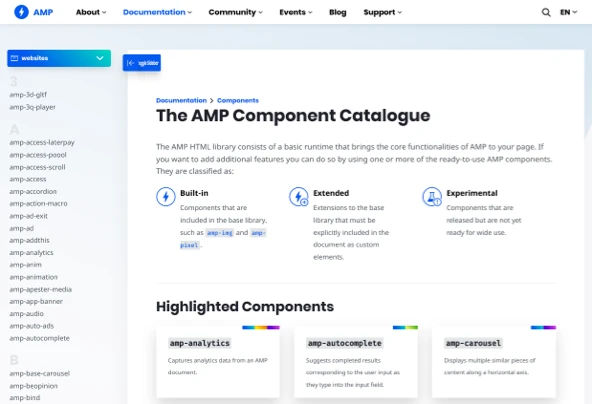 AMP About Documentation Community Events Blog Support EN
websites
3
amp-3d-gltf
amp-3q-player
A
amp-access-laterpay
amp-access-poool
amp-access-scroll
amp-access
amp-accordion
amp-action-macro
amp-ad-exit
amp-ad
amp-addthis
amp-analytics
amp-anim
amp-animation
amp-apester-media
amp-app-banner
amp-audio
amp-auto-ads
amp-autocomplete
B
amp-base-carousel
amp-beopinion
amp-bind
Documentation > Components
The AMP Component Catalogue
The AMP HTML library consists of a basic runtime that brings the core functionalities of AMP to your page. If
you want to add additional features you can do so by using one or more of the ready-to-use AMP components.
They are classified as:
Built-in
Components that are
included in the base library,
such as amp-img and amp-
pixel.
Extended
Extensions to the base
library that must be
explicitly included in the
document as custom
elements.
Experimental
Components that are
released but are not yet
ready for wide use.
Highlighted Components
amp-analytics
Captures analytics data from an AMP
document.
amp-autocomplete
Suggests completed results
corresponding to the user input as
they type into the input field.
amp-carousel
Displays multiple similar pieces of
content along a horizontal axis.